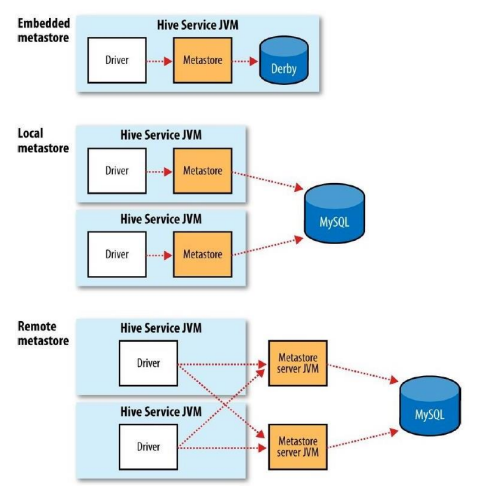 Embedded
metastore
Hive Service JVM
Driver
Metastore
Derby
Local
metastore
Hive Service JVM
Driver
Metastore
Hive Service JVM
Driver
Metastore
MySQL
Remote
metastore
Hive Service JVM
Driver
Metastore
server JVM
Hive Service JVM
Driver
Metastore
server JVM
MySQL